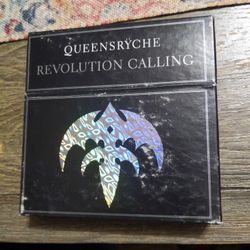 QUEENSRŸCHE
REVOLUTION CALLING